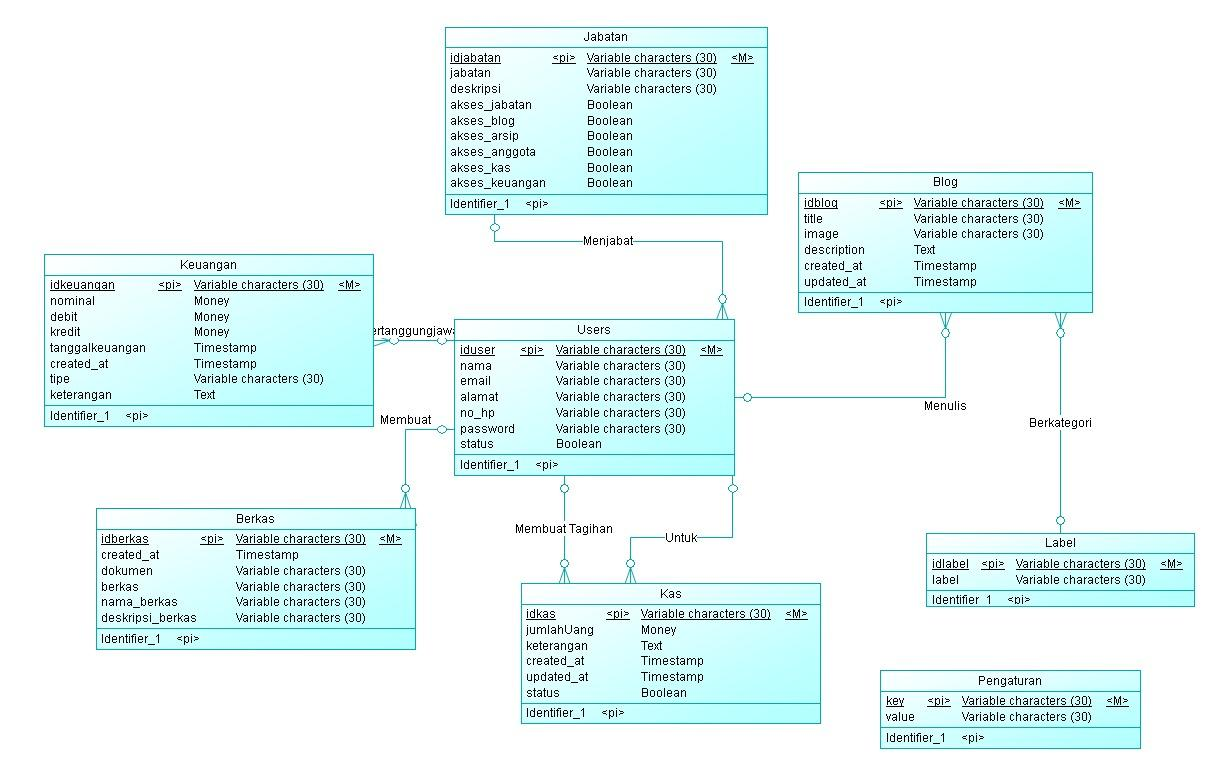 Jabatan
idjabatan <pi> Variable characters (30) <M>
jabatan Variable characters (30)
deskripsi Variable characters (30)
akses_jabatan Boolean
akses_blog Boolean
akses_arsip Boolean
akses_anggota Boolean
akses_kas Boolean
akses_keuangan Boolean
Identifier_1 <pi>
Menjabat
Blog
idblog <pi> Variable characters (30) <M>
title Variable characters (30)
image Variable characters (30)
description Text
created_at Timestamp
updated_at Timestamp
Identifier_1 <pi>
Keuangan
idkeuangan <pi> Variable characters (30) <M>
nominal Money
debit Money
kredit Money
tanggalkeuangan Timestamp
created_at Timestamp
tipe Variable characters (30)
keterangan Text
Identifier_1 <pi>
ertanggungjawa
Users
iduser <pi> Variable characters (30) <M>
nama Variable characters (30)
email Variable characters (30)
alamat Variable characters (30)
no_hp Variable characters (30)
password Variable characters (30)
status Boolean
Identifier_1 <pi>
Membuat
Menulis
Berkategori
Berkas
idberkas <pi> Variable characters (30) <M>
created_at Timestamp
dokumen Variable characters (30)
berkas Variable characters (30)
nama_berkas Variable characters (30)
deskripsi_berkas Variable characters (30)
Identifier_1 <pi>
Membuat Tagihan
Untuk
Label
idlabel <pi> Variable characters (30) <M>
label Variable characters (30)
Identifier_1 <pi>
Kas
idkas <pi> Variable characters (30) <M>
jumlahUang Money
keterangan Text
created_at Timestamp
updated_at Timestamp
status Boolean
Identifier_1 <pi>
Pengaturan
key <pi> Variable characters (30) <M>
value Variable characters (30)
Identifier_1 <pi>